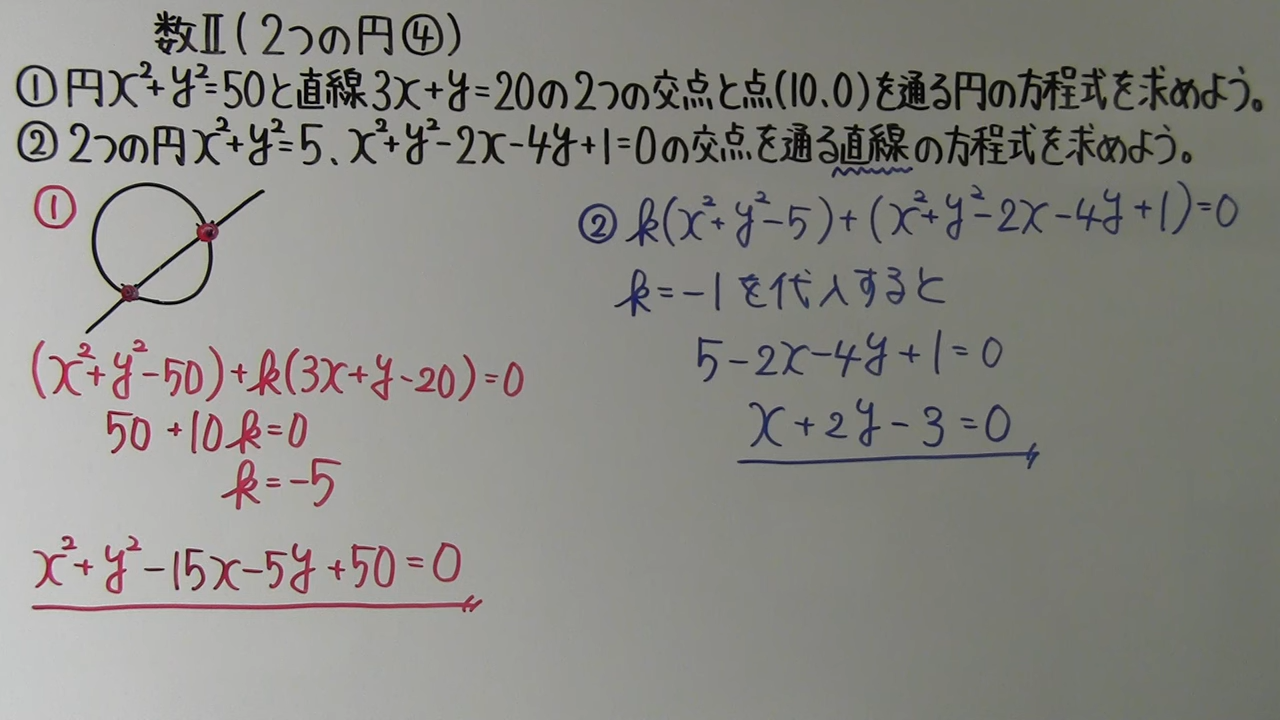 数Ⅱ(2つの円④)
①円x²+y²=50と直線3x+y=20の2つの交点と点(10、0)を通る円の方程式を求めよう。
②2つの円x²+y²=5、x²+y²-2x-4y+1=0の交点を通る直線の方程式を求めよう。
①
(x²+y²-50)+k(3x+y-20)=0
50+10k=0
k=-5
x²+y²-15x-5y+50=0
②k(x²+y²-5)+(x²+y²-2x-4y+1)=0
k=-1を代入すると
5-2x-4y+1=0
x+2y-3=0